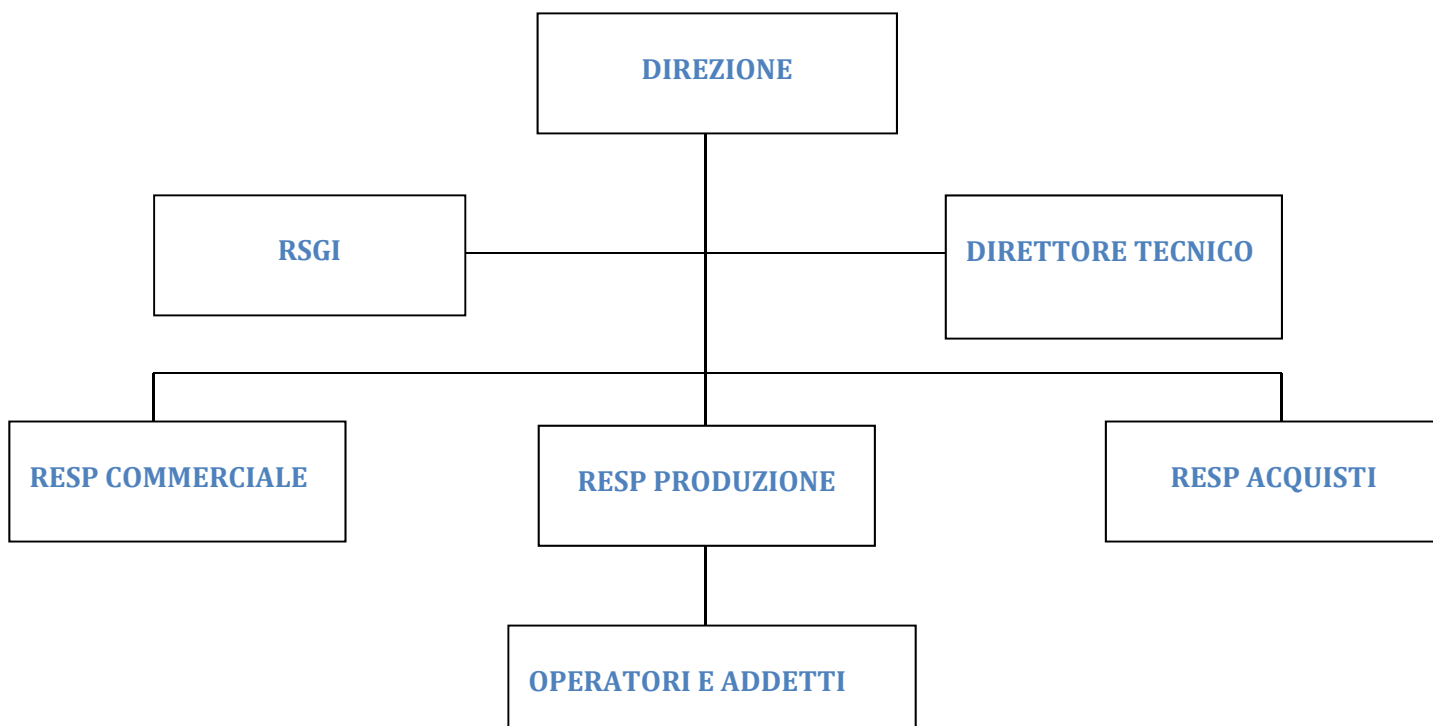 DIREZIONE
RSGI
DIRETTORE TECNICO
RESP COMMERCIALE
RESP PRODUZIONE
RESP ACQUISTI
OPERATORI E ADDETTI